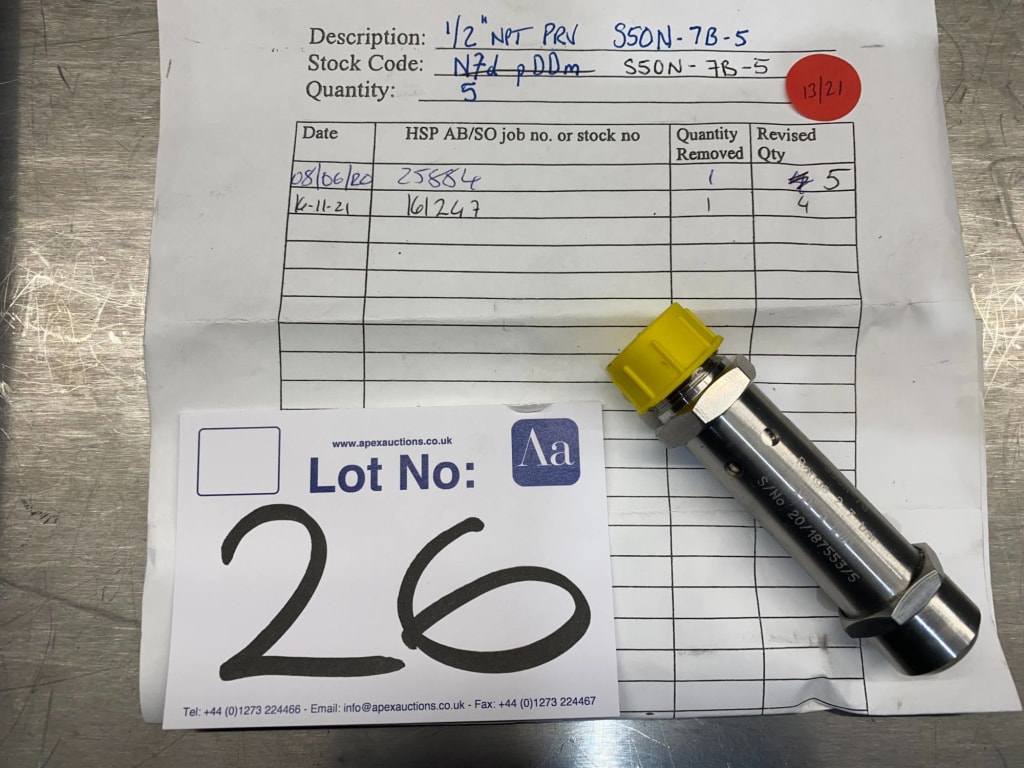 Description: 1/2" NPT PRV S50N-7B-5
Stock Code: N7d pDDm S50N-7B-5
Quantity: 5
13/21
Date HSP AB/SO job no. or stock no Quantity Removed Revised Qty
08/06/20 25884 1 5
16-11-21 161247 1 4
www.apexauctions.co.uk
Lot No:
Aa
26
Tel: +44 (0)1273 224466 - Email: info@apexauctions.co.uk - Fax: +44 (0)1273 224467
Range
S/No 20/187553/5